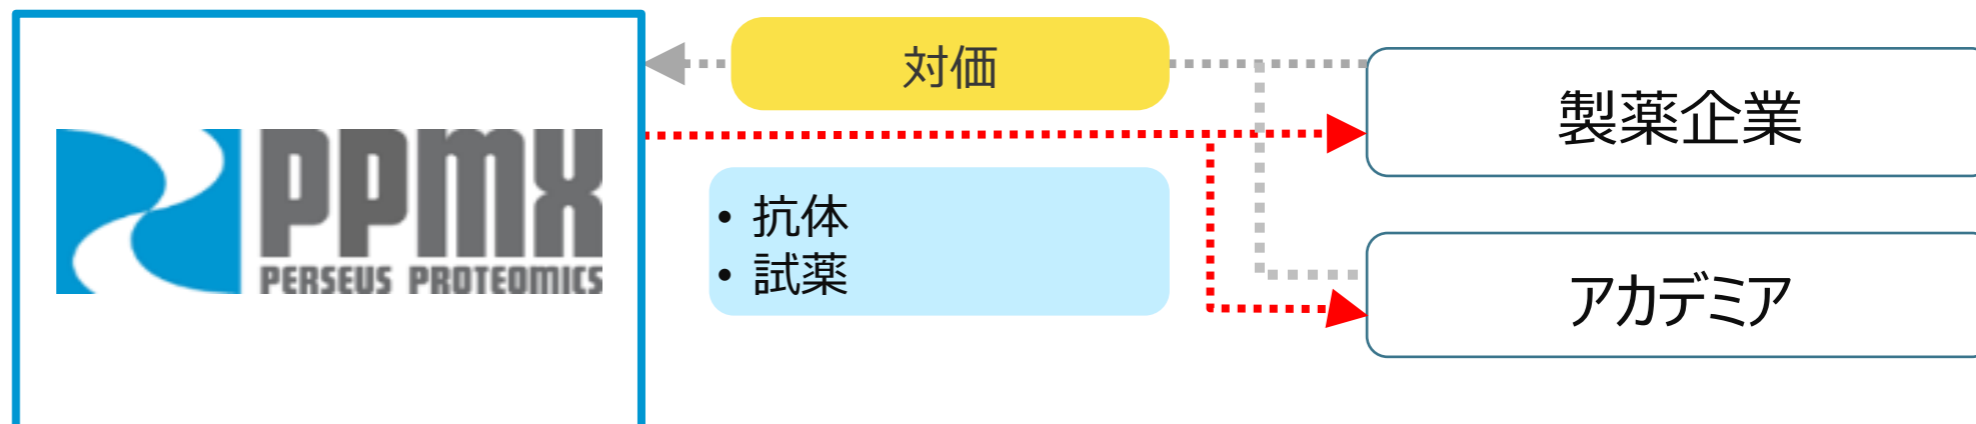 PPMX
PERSEUS PROTEOMICS
対価
• 抗体
• 試薬
製薬企業
アカデミア